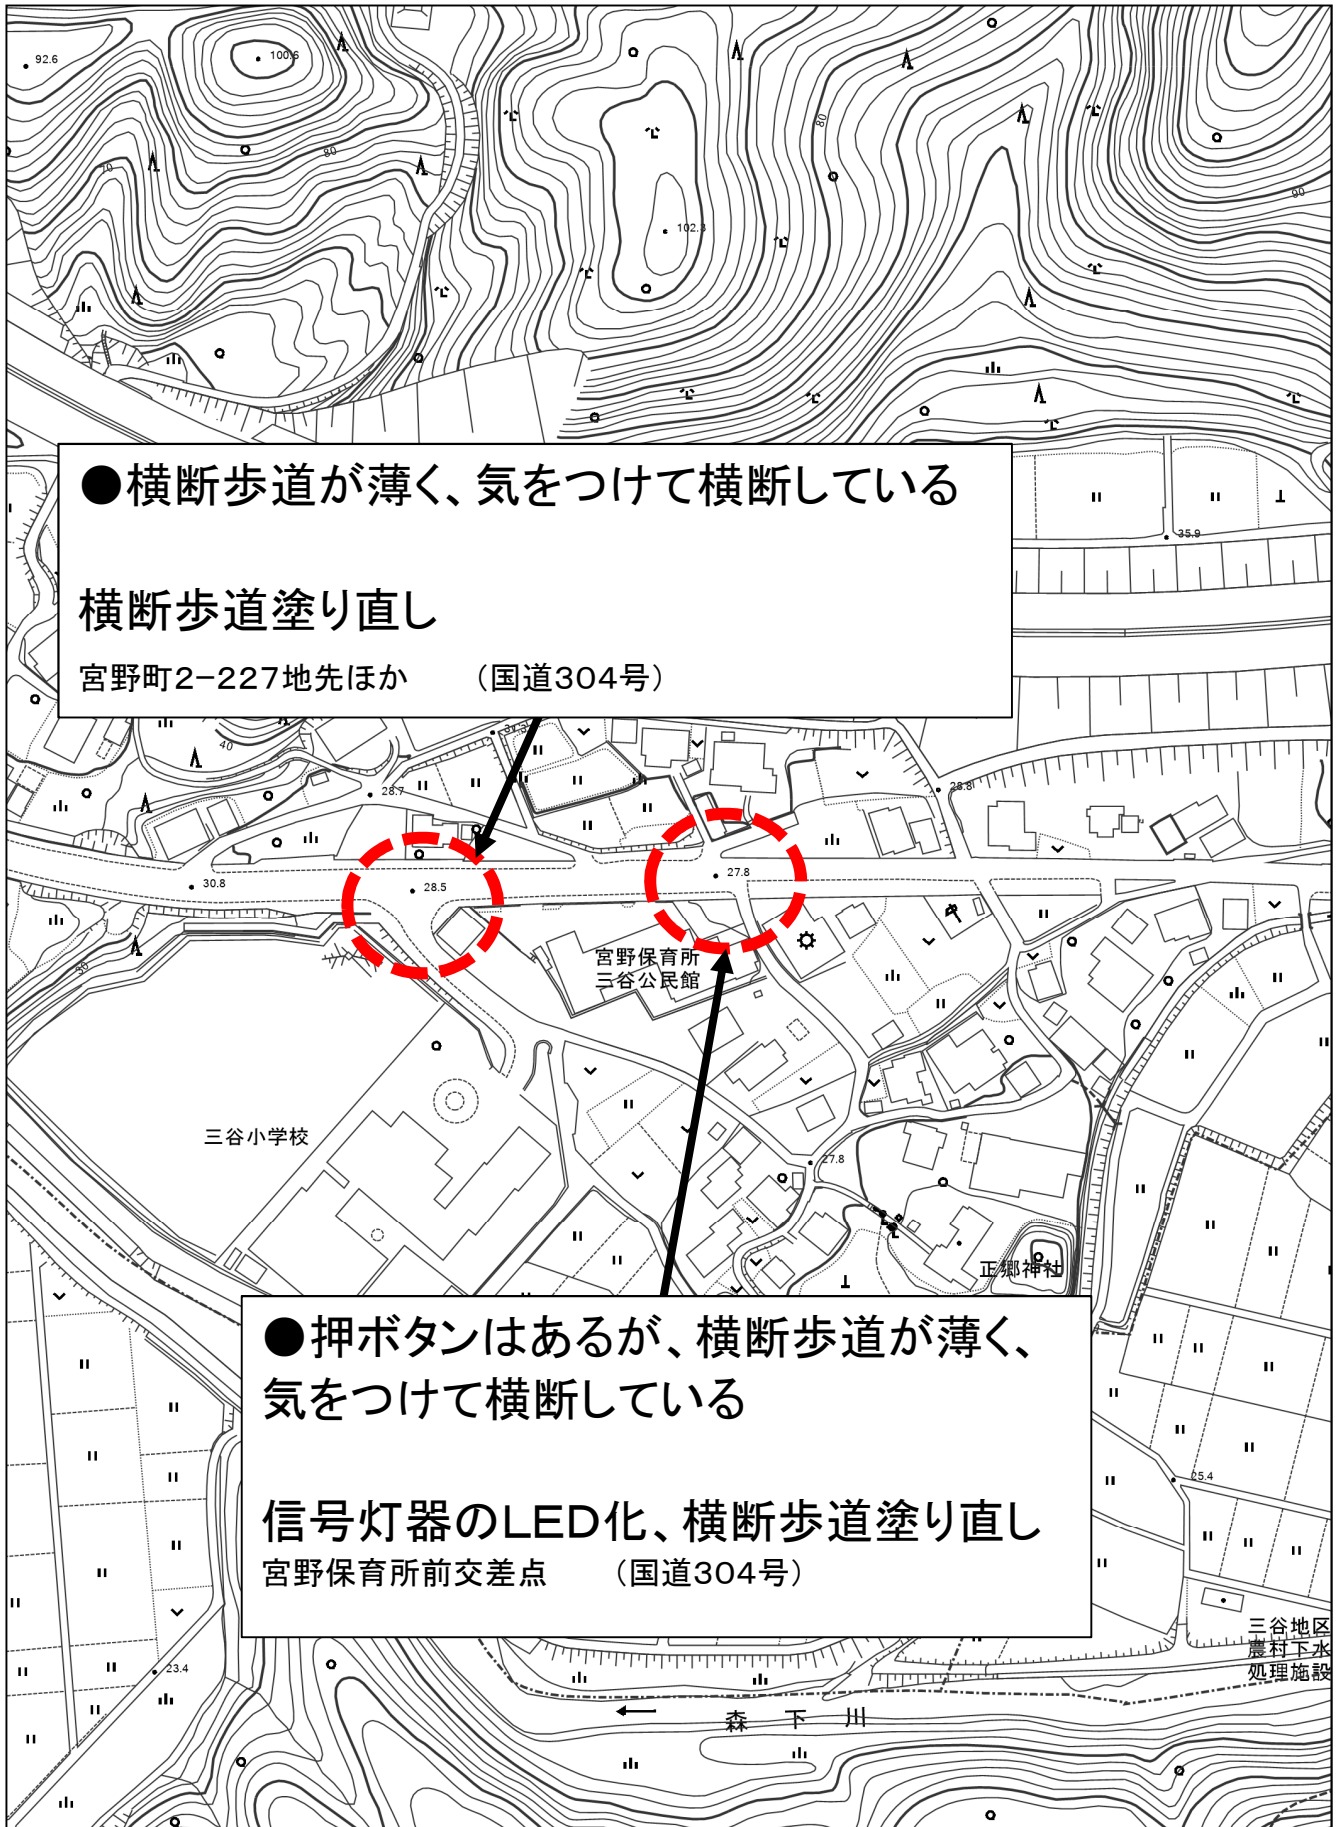 92.6
100.6
80
70
80
102.3
90
●横断歩道が薄く、気をつけて横断している
横断歩道塗り直し
宮野町2-227地先ほか　（国道304号）
35.9
40
28.7
28.8
30.8
28.5
27.8
宮野保育所
三谷公民館
30
三谷小学校
27.8
正郷神社
●押ボタンはあるが、横断歩道が薄く、
気をつけて横断している
信号灯器のLED化、横断歩道塗り直し
宮野保育所前交差点　（国道304号）
25.4
三谷地区
農村下水
処理施設
23.4
森　下　川